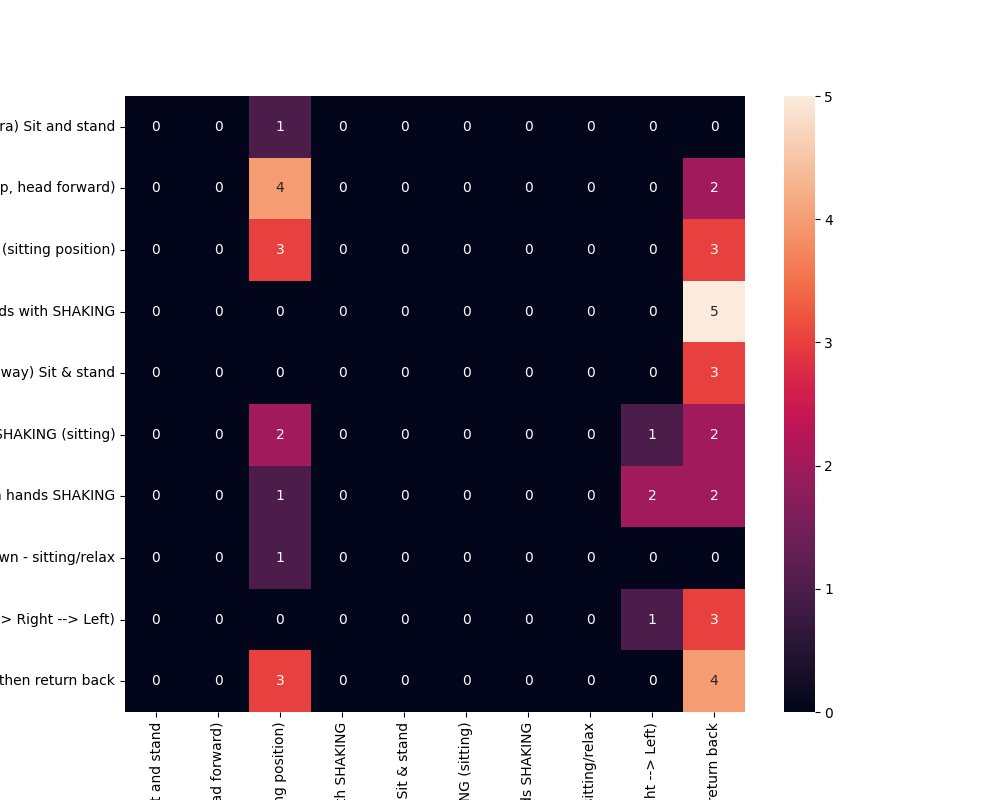 ra) Sit and stand 0 0 1 0 0 0 0 0 0 0
p, head forward) 0 0 4 0 0 0 0 0 0 2
(sitting position) 0 0 3 0 0 0 0 0 0 3
ds with SHAKING 0 0 0 0 0 0 0 0 0 5
way) Sit & stand 0 0 0 0 0 0 0 0 0 3
SHAKING (sitting) 0 0 2 0 0 0 0 0 1 2
hands SHAKING 0 0 1 0 0 0 0 0 2 2
wn - sitting/relax 0 0 1 0 0 0 0 0 0 0
> Right --> Left) 0 0 0 0 0 0 0 0 1 3
then return back 0 0 3 0 0 0 0 0 0 4
t and stand
ad forward)
ng position)
th SHAKING
Sit & stand
NG (sitting)
ds SHAKING
sitting/relax
ht --> Left)
return back
5
4
3
2
1
0